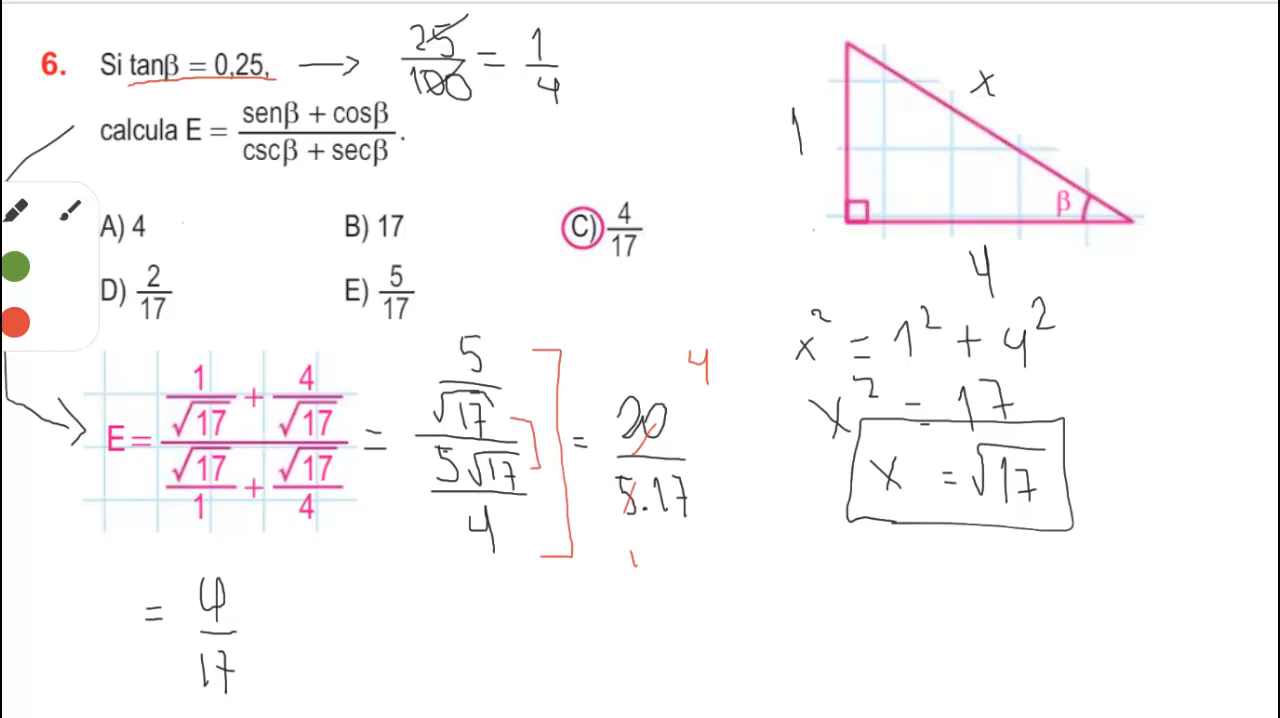 6. Si tanβ = 0,25, → 25/100 = 1/4
calcula E = (senβ + cosβ)/(cscβ + secβ).
A) 4 B) 17 C) 4/17
D) 2/17 E) 5/17
x
1
β
4
x² = 1² + 4²
x² = 17
x = √17
E = (1/√17 + 4/√17)/(√17/1 + √17/4) = (5/√17)/(5√17/4) = 20/5.17
4
1
= 4/17